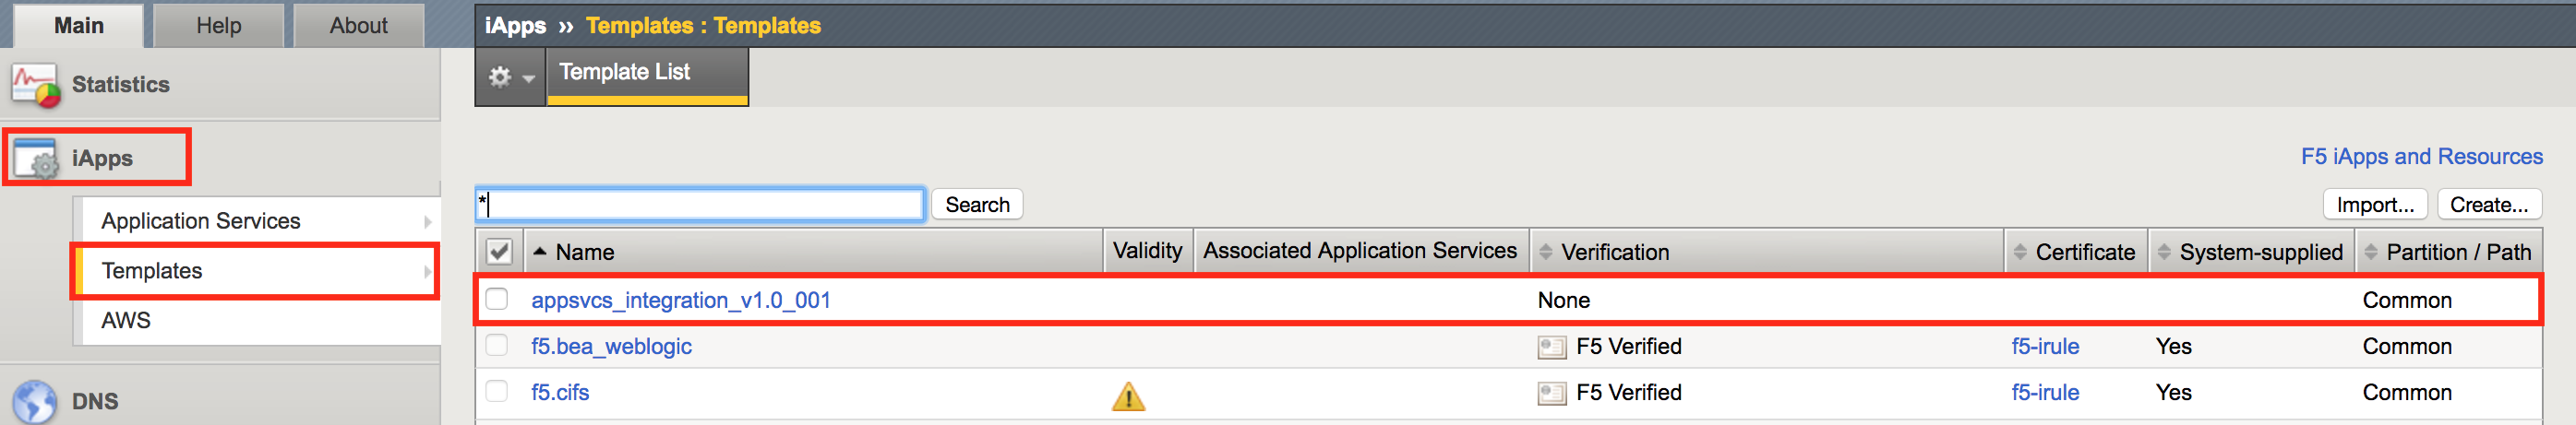 Main Help About
iApps ›› Templates : Templates
Template List
Statistics
iApps
Application Services
Templates
AWS
DNS
F5 iApps and Resources
* Search Import... Create...
Name Validity Associated Application Services Verification Certificate System-supplied Partition / Path
appsvcs_integration_v1.0_001 None Common
f5.bea_weblogic F5 Verified f5-irule Yes Common
f5.cifs F5 Verified f5-irule Yes Common